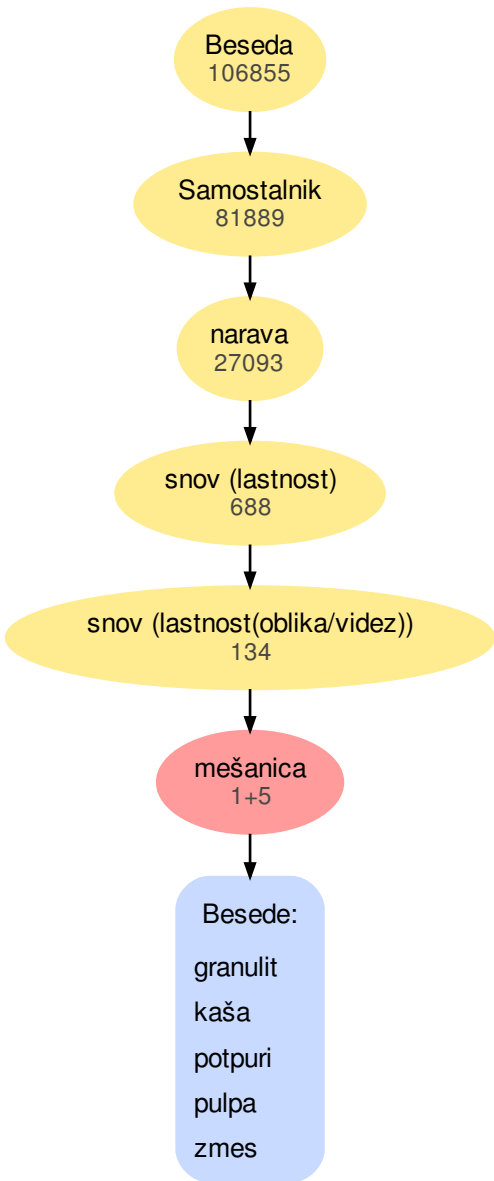 Beseda
106855
Samostalnik
81889
narava
27093
snov (lastnost)
688
snov (lastnost(oblika/videz))
134
mešanica
1+5
Besede:
granulit
kaša
potpuri
pulpa
zmes